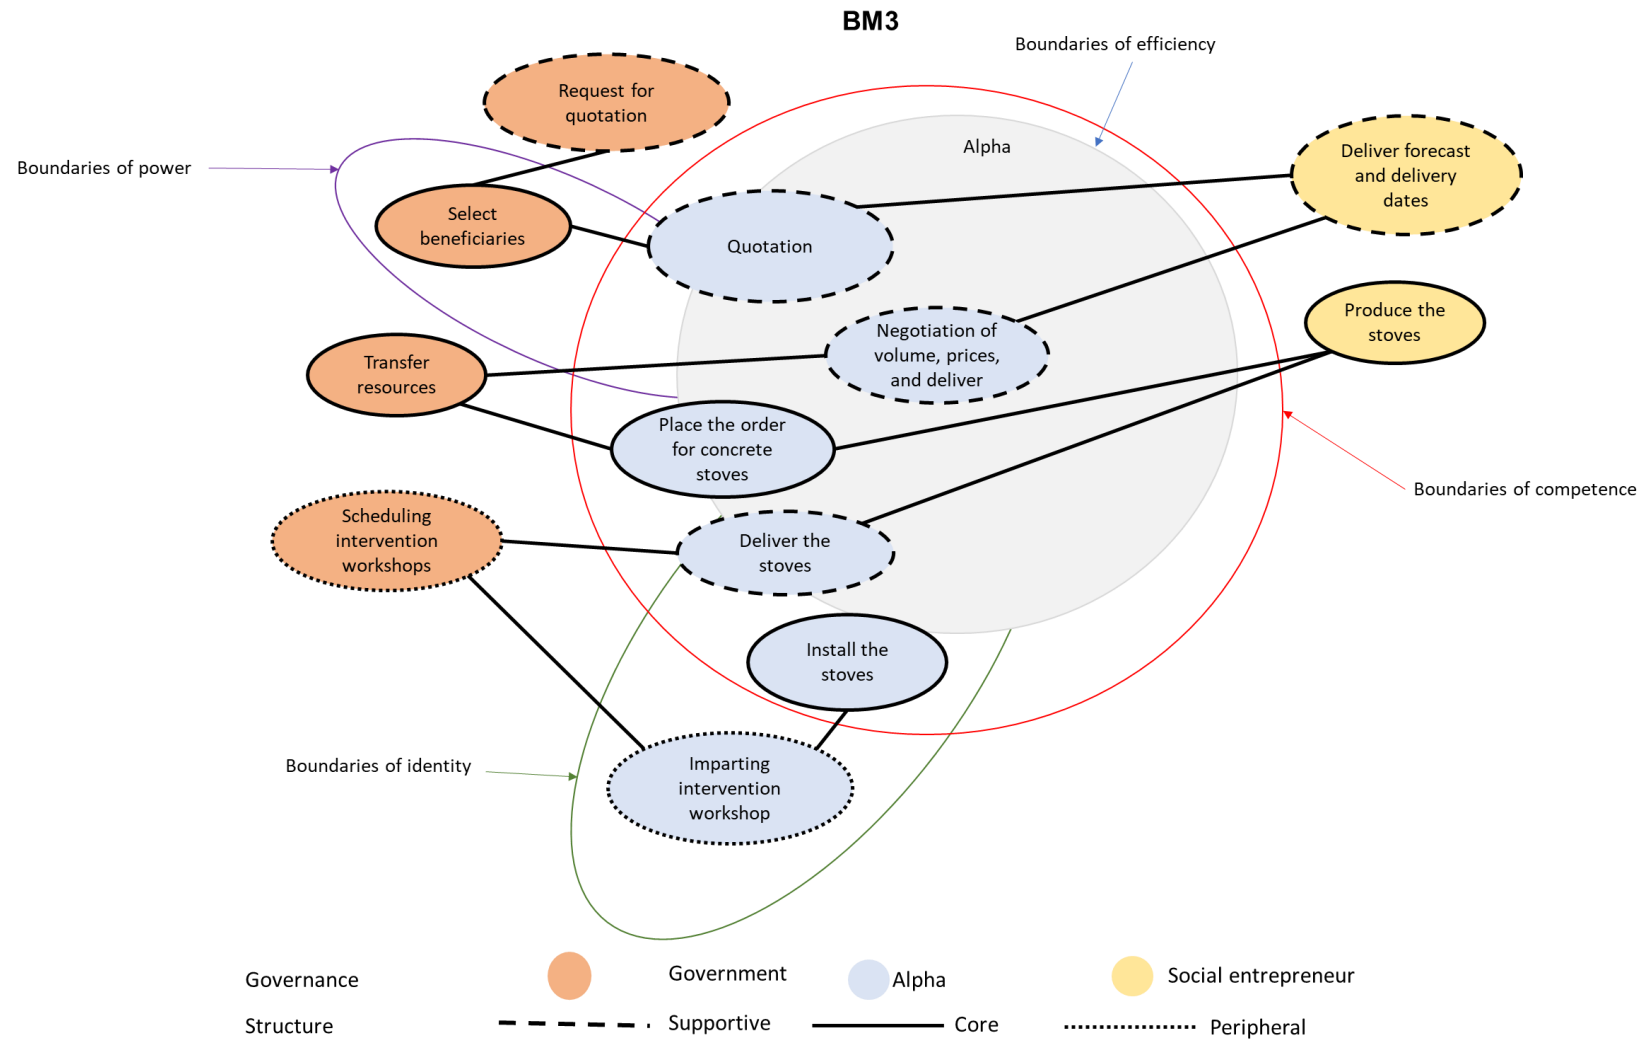 BM3
Boundaries of efficiency
Request for
quotation
Alpha
Deliver forecast
and delivery
dates
Boundaries of power
Select
beneficiaries
Quotation
Produce the
stoves
Negotiation of
volume, prices,
and deliver
Transfer
resources
Place the order
for concrete
stoves
Boundaries of competence
Scheduling
intervention
workshops
Deliver the
stoves
Install the
stoves
Boundaries of identity
Imparting
intervention
workshop
Governance
Government
Alpha
Social entrepreneur
Structure
Supportive
Core
Peripheral